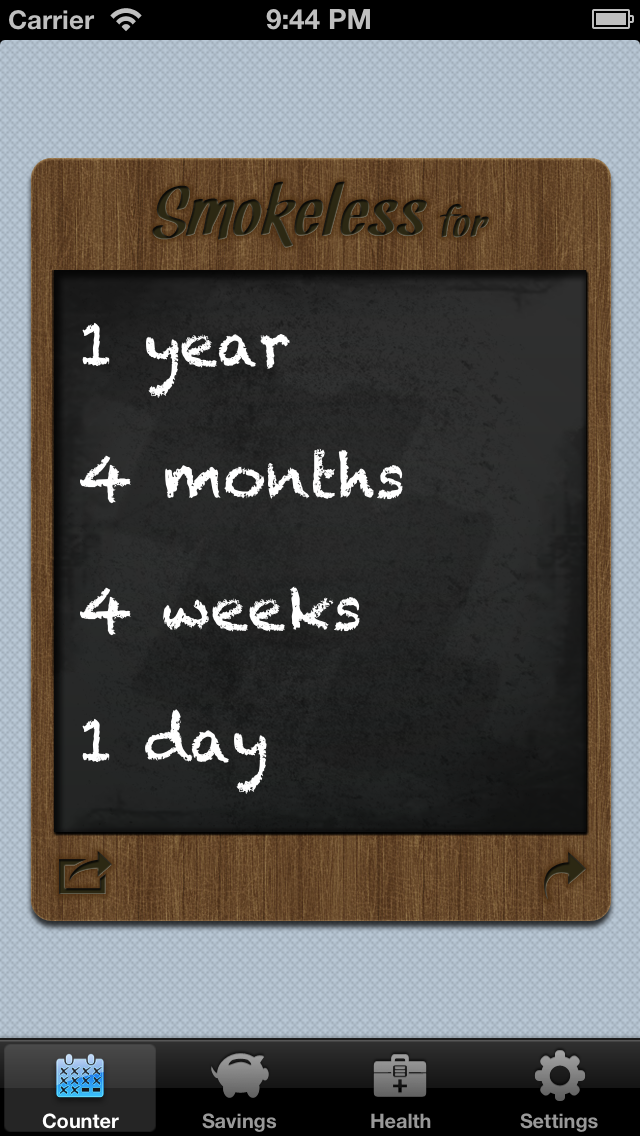 Carrier 9:44 PM
Smokeless for
1 year
4 months
4 weeks
1 day
Counter Savings Health Settings